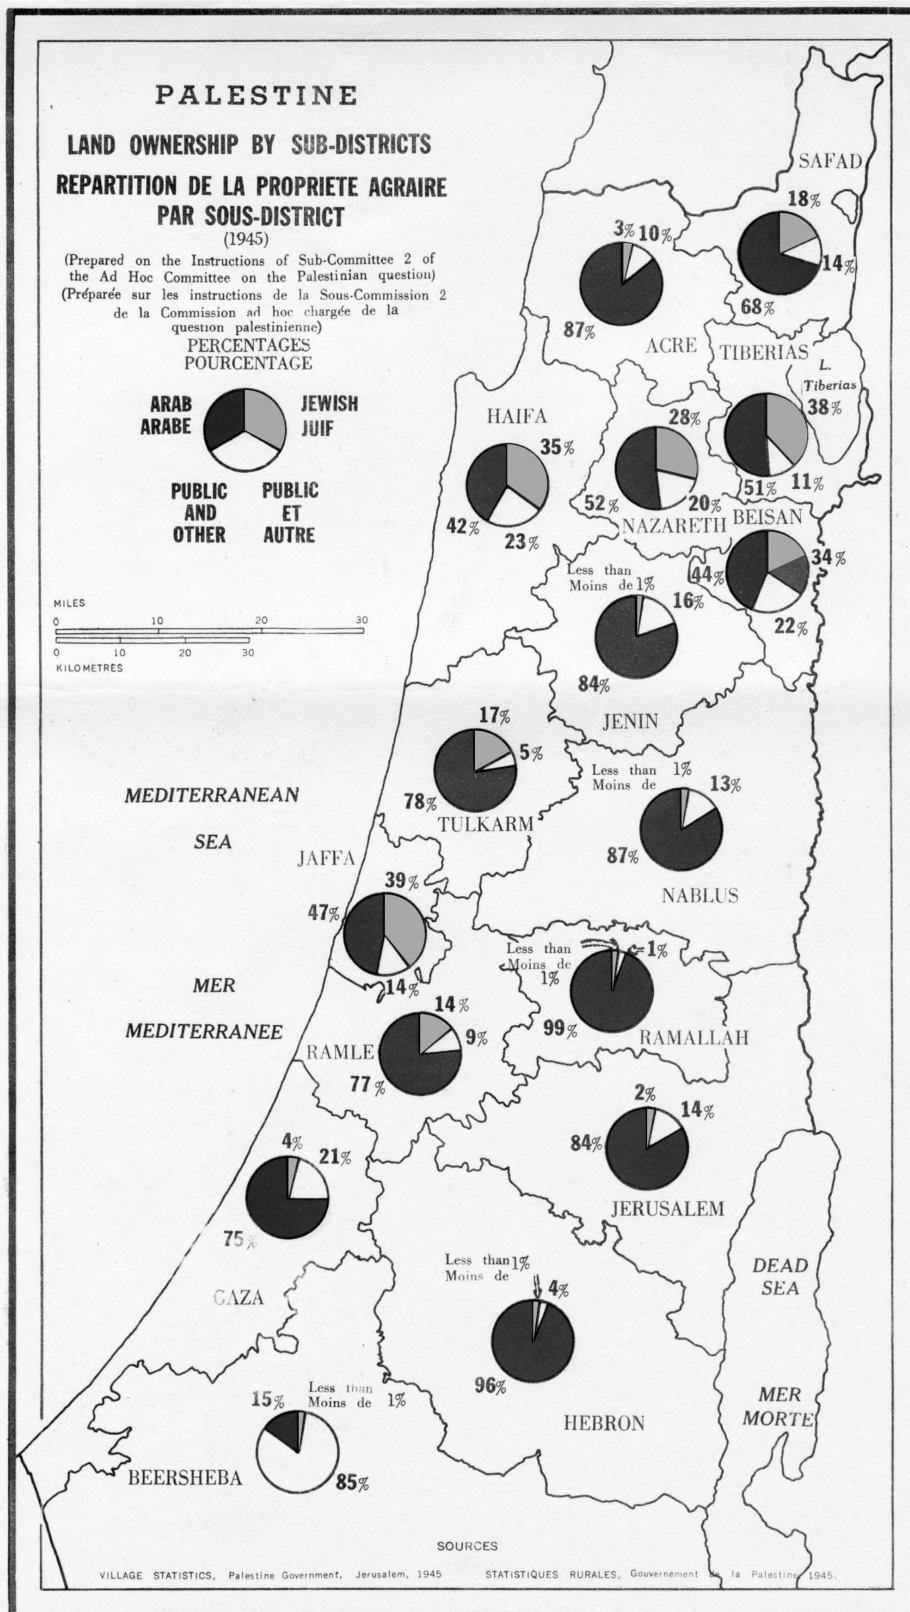 PALESTINE
LAND OWNERSHIP BY SUB-DISTRICTS
REPARTITION DE LA PROPRIETE AGRAIRE
PAR SOUS-DISTRICT
(1945)
(Prepared on the Instructions of Sub-Committee 2 of
the Ad Hoc Committee on the Palestinian question)
(Préparée sur les instructions de la Sous-Commission 2
de la Commission ad hoc chargée de la
question palestinienne)
PERCENTAGES
POURCENTAGE
ARAB
ARABE
JEWISH
JUIF
PUBLIC
AND
OTHER
PUBLIC
ET
AUTRE
MILES
0 10 20 30
0 10 20 30
KILOMETRES
SAFAD
18%
14%
68%
3% 10%
87%
ACRE
TIBERIAS
L.
Tiberias
38%
51% 11%
HAIFA
35%
42%
23%
28%
52% 20%
NAZARETH
BEISAN
34%
44%
22%
Less than
Moins de 1%
16%
84%
JENIN
17%
5%
78%
TULKARM
Less than
Moins de 1%
13%
87%
NABLUS
MEDITERRANEAN
SEA
JAFFA
39%
47%
14%
MER
MEDITERRANEE
Less than
Moins de
1%
1%
99%
RAMALLAH
14%
9%
RAMLE
77%
2%
14%
84%
JERUSALEM
4%
21%
75%
GAZA
Less than 1%
Moins de
4%
96%
HEBRON
DEAD
SEA
MER
MORTE
15%
Less than
Moins de 1%
BEERSHEBA
85%
SOURCES
VILLAGE STATISTICS, Palestine Government, Jerusalem, 1945
STATISTIQUES RURALES, Gouvernement de la Palestine, 1945.